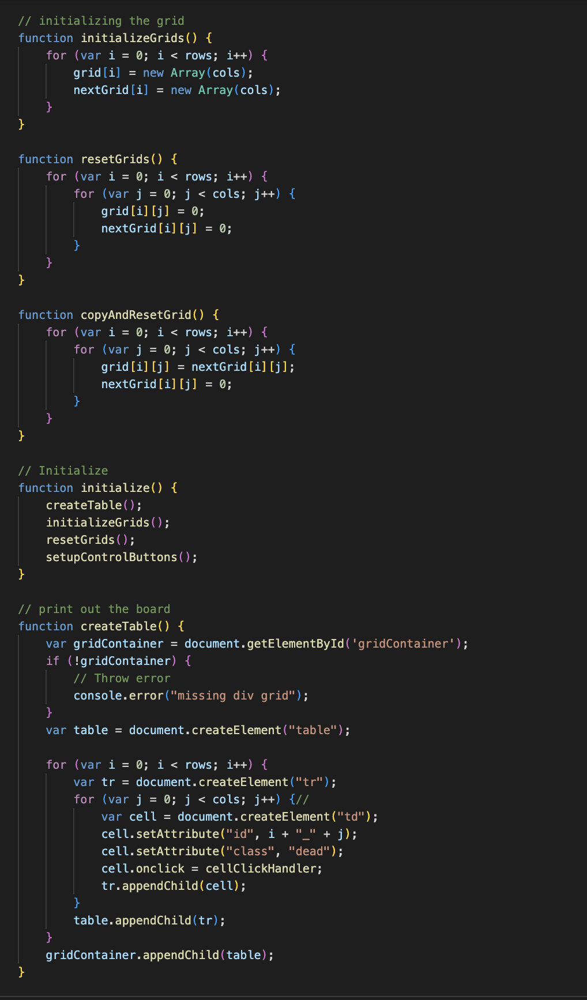 // initializing the grid
function initializeGrids() {
    for (var i = 0; i < rows; i++) {
        grid[i] = new Array(cols);
        nextGrid[i] = new Array(cols);
    }
}

function resetGrids() {
    for (var i = 0; i < rows; i++) {
        for (var j = 0; j < cols; j++) {
            grid[i][j] = 0;
            nextGrid[i][j] = 0;
        }
    }
}

function copyAndResetGrid() {
    for (var i = 0; i < rows; i++) {
        for (var j = 0; j < cols; j++) {
            grid[i][j] = nextGrid[i][j];
            nextGrid[i][j] = 0;
        }
    }
}

// Initialize
function initialize() {
    createTable();
    initializeGrids();
    resetGrids();
    setupControlButtons();
}

// print out the board
function createTable() {
    var gridContainer = document.getElementById('gridContainer');
    if (!gridContainer) {
        // Throw error
        console.error("missing div grid");
    }
    var table = document.createElement("table");

    for (var i = 0; i < rows; i++) {
        var tr = document.createElement("tr");
        for (var j = 0; j < cols; j++) {//
            var cell = document.createElement("td");
            cell.setAttribute("id", i + "_" + j);
            cell.setAttribute("class", "dead");
            cell.onclick = cellClickHandler;
            tr.appendChild(cell);
        }
        table.appendChild(tr);
    }
    gridContainer.appendChild(table);
}